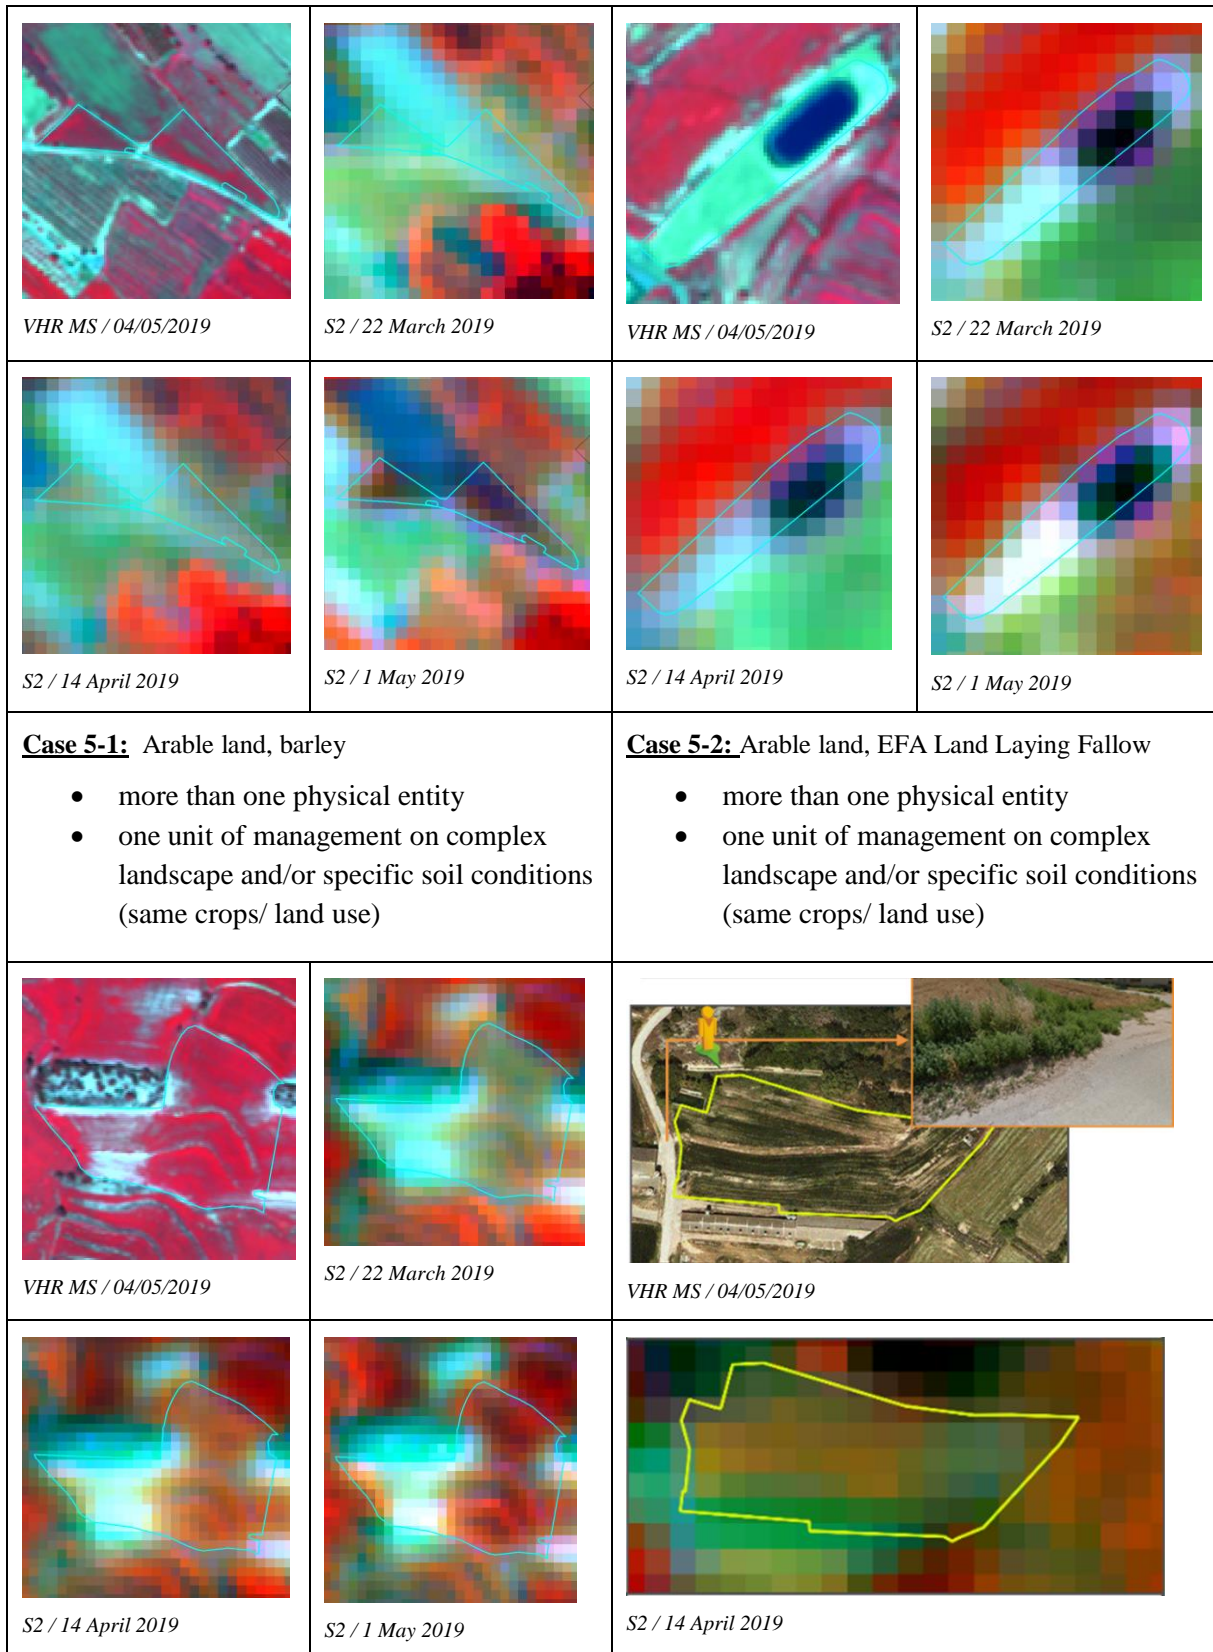 VHR MS / 04/05/2019
S2 / 22 March 2019
VHR MS / 04/05/2019
S2 / 22 March 2019
S2 / 14 April 2019
S2 / 1 May 2019
S2 / 14 April 2019
S2 / 1 May 2019
Case 5-1: Arable land, barley
• more than one physical entity
• one unit of management on complex
landscape and/or specific soil conditions
(same crops/ land use)
Case 5-2: Arable land, EFA Land Laying Fallow
• more than one physical entity
• one unit of management on complex
landscape and/or specific soil conditions
(same crops/ land use)
VHR MS / 04/05/2019
S2 / 22 March 2019
VHR MS / 04/05/2019
S2 / 14 April 2019
S2 / 1 May 2019
S2 / 14 April 2019